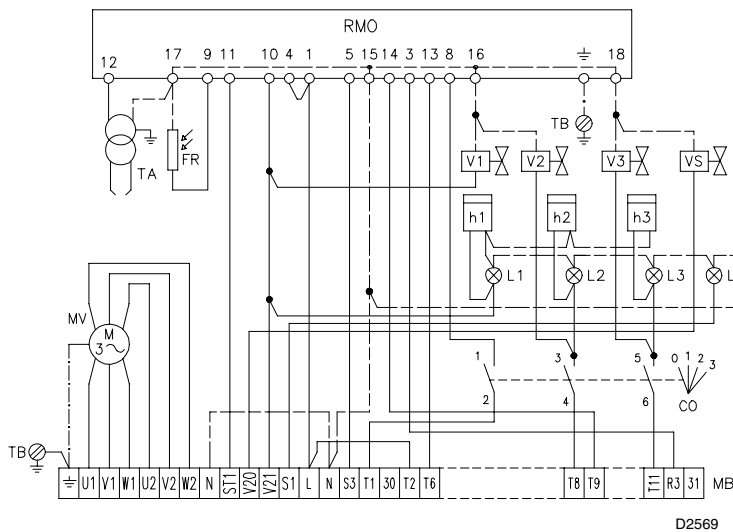 RMO
12 17 9 11 10 4 1 5 15 14 3 13 8 16 18
TB
TA
FR
V1 V2 V3 VS
h1 h2 h3
L1 L2 L3 L
MV
M
3
1 3 5 0 1 2 3
2 4 6 CO
TB
U1 V1 W1 U2 V2 W2 N ST1 V20 V21 S1 L N S3 T1 30 T2 T6 T8 T9 T11 R3 31 MB
D2569